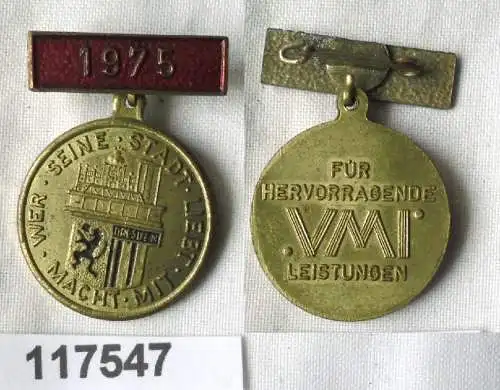 1975
WER · SEINE · STADT · LIEBT · MACHT · MIT ·
DRESDEN
FÜR
HERVORRAGENDE
· VMI ·
LEISTUNGEN
117547